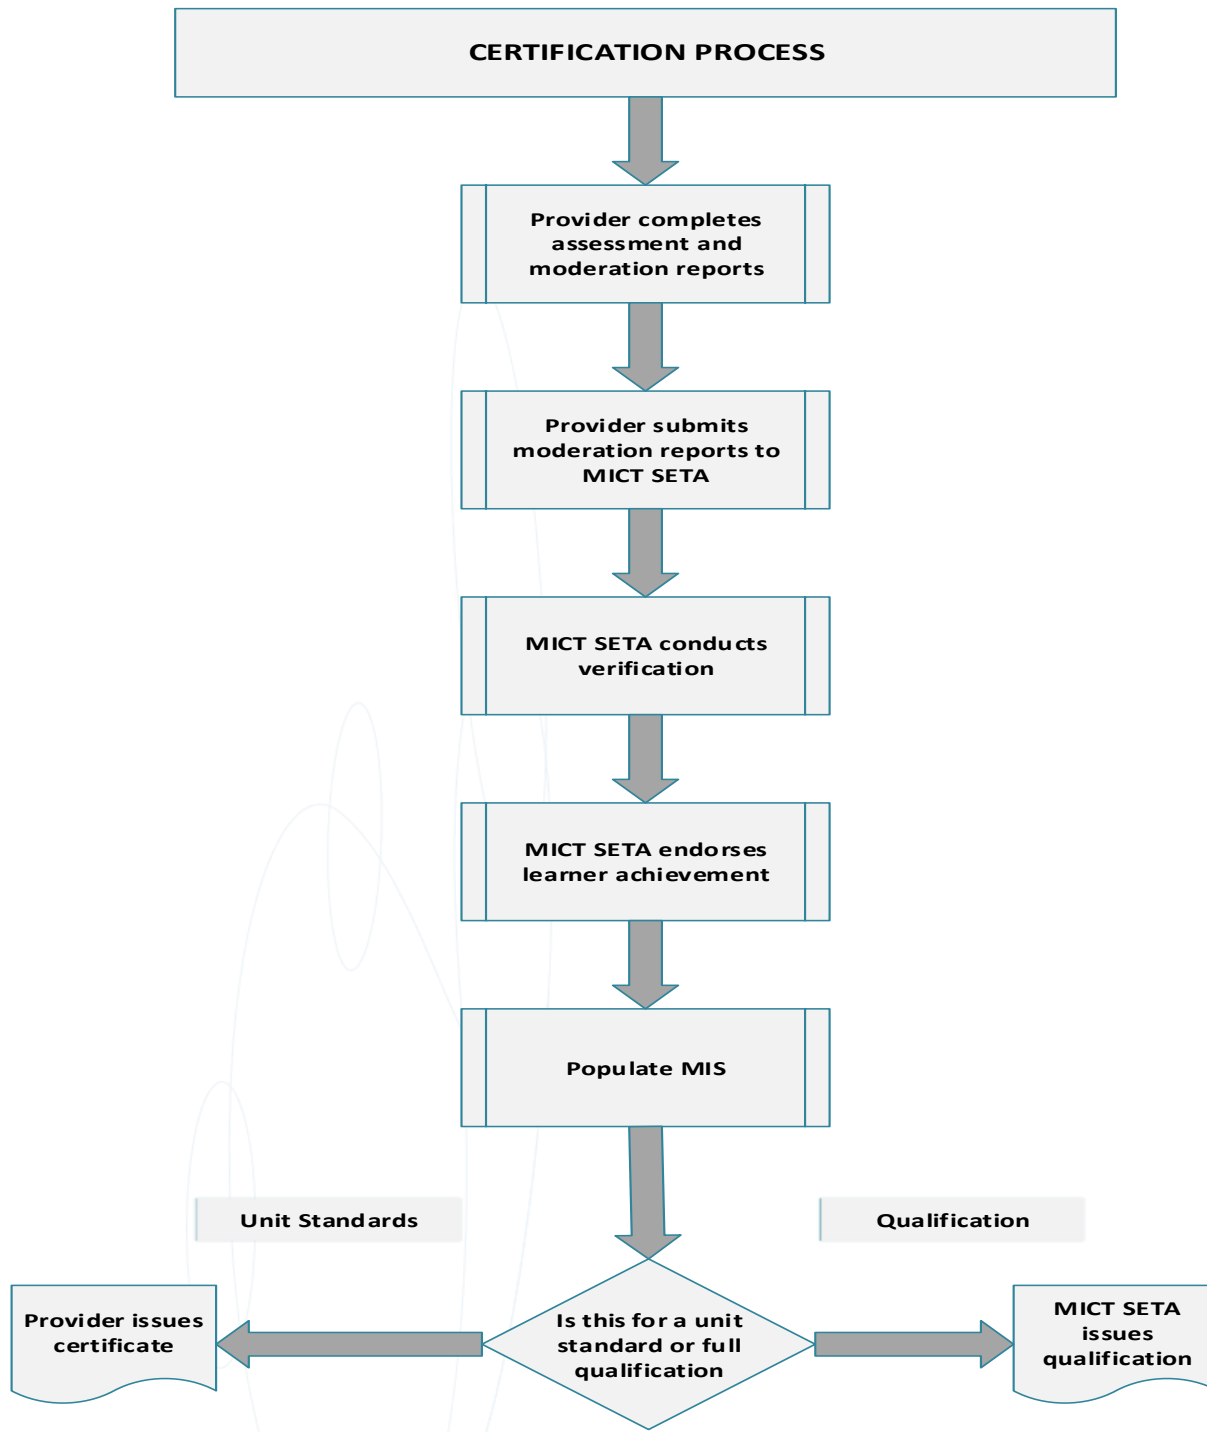 CERTIFICATION PROCESS
Provider completes
assessment and
moderation reports
Provider submits
moderation reports to
MICT SETA
MICT SETA conducts
verification
MICT SETA endorses
learner achievement
Populate MIS
Unit Standards
Qualification
Provider issues
certificate
Is this for a unit
standard or full
qualification
MICT SETA
issues
qualification